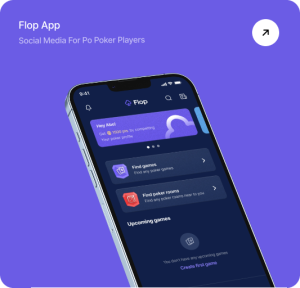 Flop App
Social Media For Po Poker Players
9:41
Flop
Hey Alex!
Get 🪙 1000 pts. by completing
Your poker profile
Find games
Find any poker games
Find poker rooms
Find any poker rooms near to you
Upcoming games
You don't have any upcoming games
Create first game